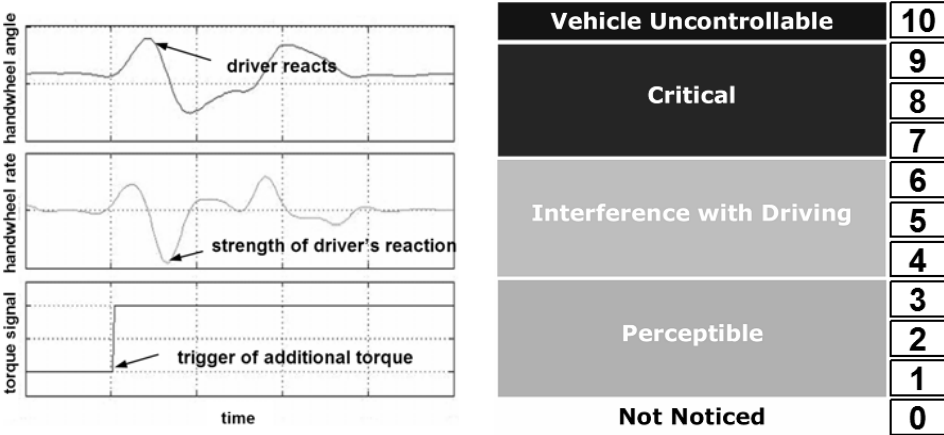 handwheel angle
driver reacts
handwheel rate
strength of driver's reaction
torque signal
trigger of additional torque
time
Vehicle Uncontrollable 10
9
Critical 8
7
6
Interference with Driving 5
4
3
Perceptible 2
1
Not Noticed 0